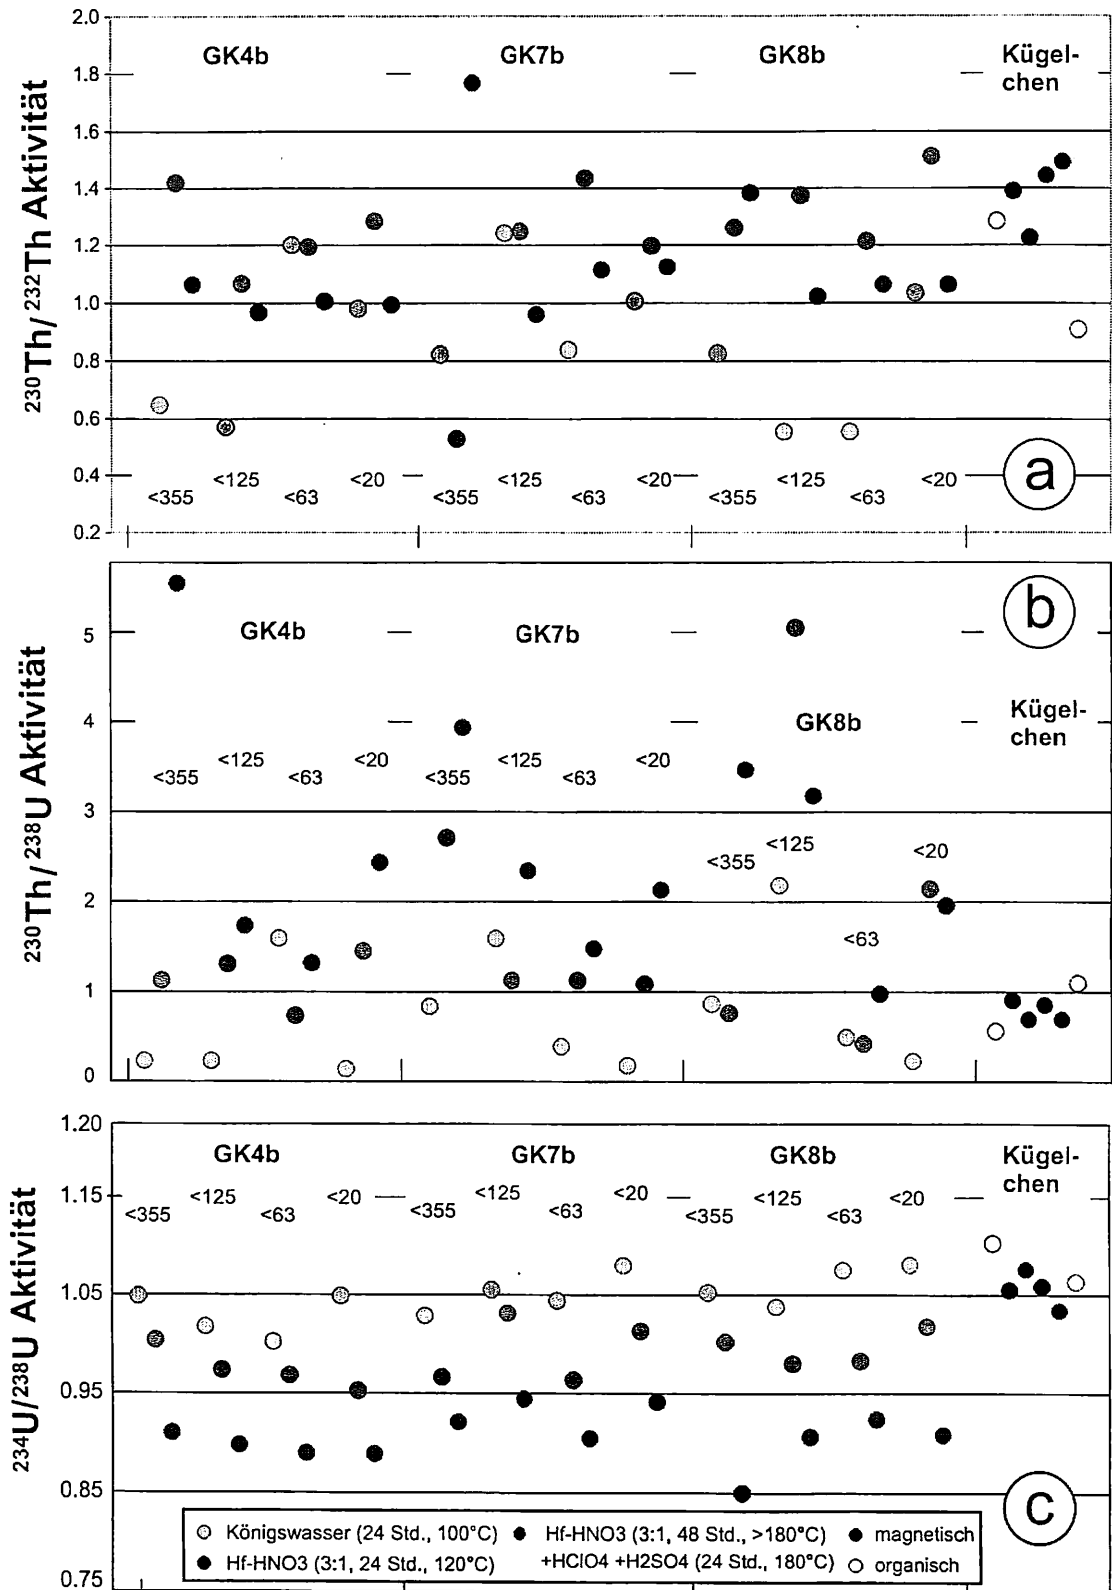 2.0
GK4b
GK7b
GK8b
Kügel-
chen
1.8
1.6
1.4
1.2
1.0
0.8
0.6
0.4
0.2
230Th/232Th Aktivität
<355
<125
<63
<20
<355
<125
<63
<20
<355
<125
<63
<20
a
b
GK4b
GK7b
GK8b
Kügel-
chen
5
4
3
2
1
0
230Th/238U Aktivität
<355
<125
<63
<20
<355
<125
<63
<20
<355
<125
<63
<20
1.20
1.15
1.05
0.95
0.85
0.75
234U/238U Aktivität
GK4b
GK7b
GK8b
Kügel-
chen
<355
<125
<63
<20
<355
<125
<63
<20
<355
<125
<63
<20
c
Königswasser (24 Std., 100°C)
Hf-HNO3 (3:1, 48 Std., >180°C)
magnetisch
Hf-HNO3 (3:1, 24 Std., 120°C)
+HClO4 +H2SO4 (24 Std., 180°C)
organisch